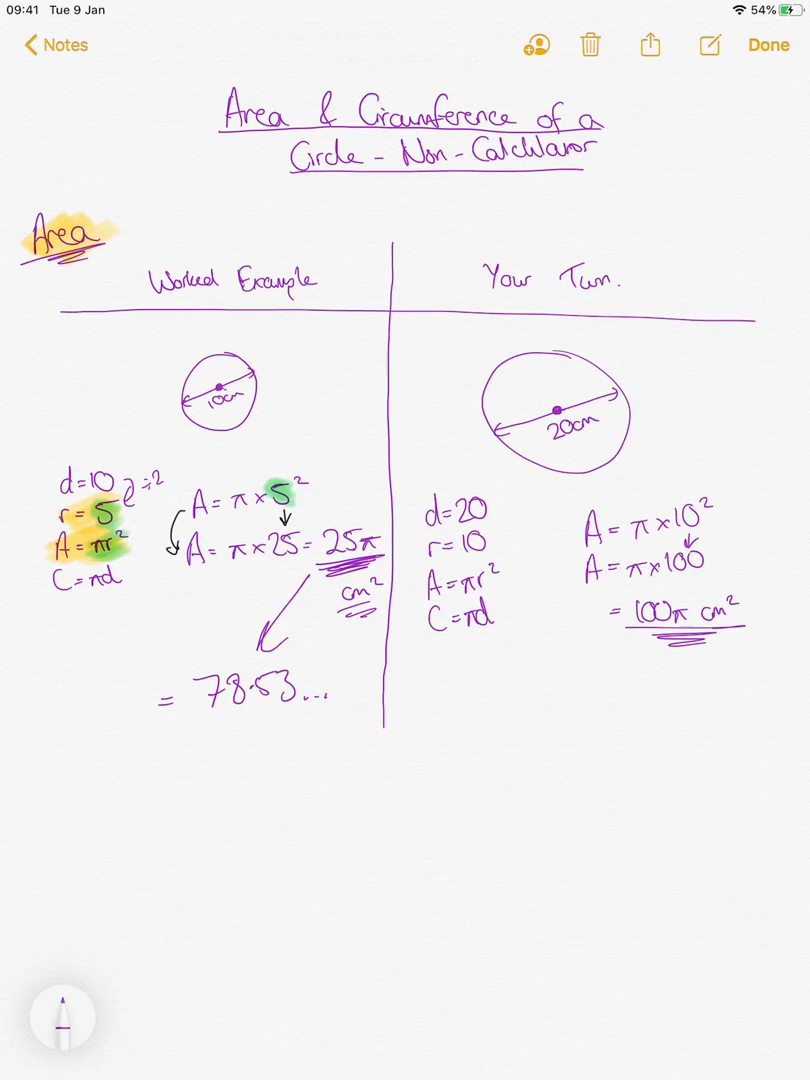 09:41 Tue 9 Jan
54%
Notes
Done
Area & Circumference of a
Circle - Non - Calculator
Area
Worked Example
Your Turn.
10cm
20cm
d=10
÷2
r=5
A=πr²
C=πd
A=π×5²
A=π×25=25π
cm²
= 78.53...
d=20
r=10
A=πr²
C=πd
A=π×10²
A=π×100
= 100π cm²